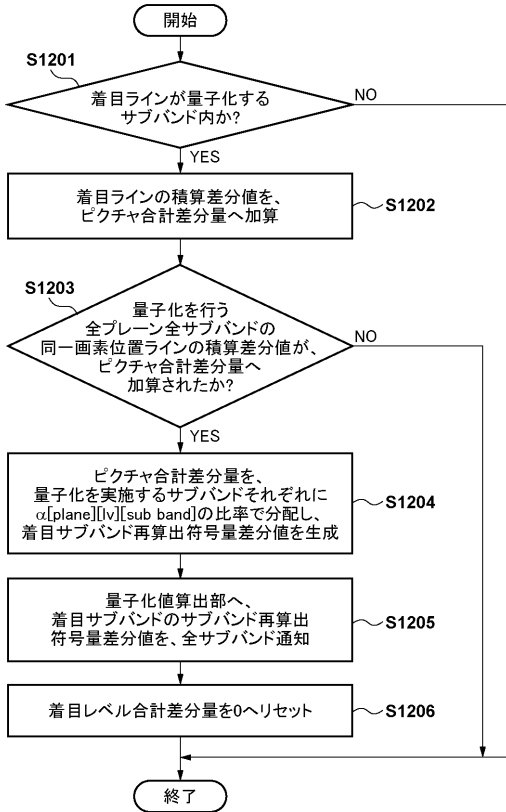 開始
S1201
着目ラインが量子化する
サブバンド内か?
NO
YES
着目ラインの積算差分値を、
ピクチャ合計差分量へ加算
S1202
S1203
量子化を行う
全プレーン全サブバンドの
同一画素位置ラインの積算差分値が、
ピクチャ合計差分量へ
加算されたか?
NO
YES
ピクチャ合計差分量を、
量子化を実施するサブバンドそれぞれに
α[plane][lv][sub band]の比率で分配し、
着目サブバンド再算出符号量差分値を生成
S1204
量子化値算出部へ、
着目サブバンドのサブバンド再算出
符号量差分値を、全サブバンド通知
S1205
着目レベル合計差分量を0へリセット
S1206
終了